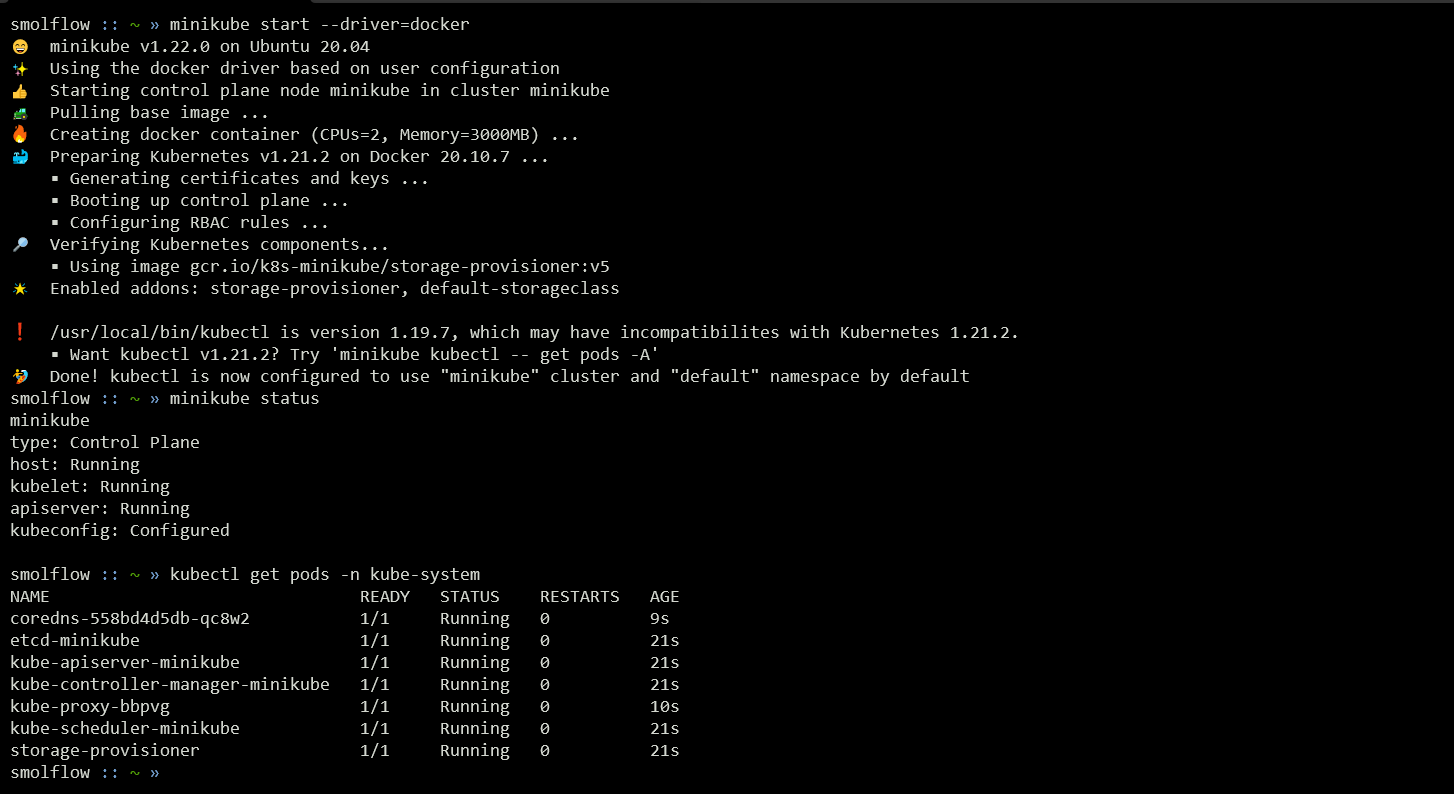 smolflow :: ~ » minikube start --driver=docker
😄 minikube v1.22.0 on Ubuntu 20.04
✨ Using the docker driver based on user configuration
👍 Starting control plane node minikube in cluster minikube
🚜 Pulling base image ...
🔥 Creating docker container (CPUs=2, Memory=3000MB) ...
🐳 Preparing Kubernetes v1.21.2 on Docker 20.10.7 ...
▪ Generating certificates and keys ...
▪ Booting up control plane ...
▪ Configuring RBAC rules ...
🔎 Verifying Kubernetes components...
▪ Using image gcr.io/k8s-minikube/storage-provisioner:v5
🌟 Enabled addons: storage-provisioner, default-storageclass
❗ /usr/local/bin/kubectl is version 1.19.7, which may have incompatibilites with Kubernetes 1.21.2.
▪ Want kubectl v1.21.2? Try 'minikube kubectl -- get pods -A'
🏄 Done! kubectl is now configured to use "minikube" cluster and "default" namespace by default
smolflow :: ~ » minikube status
minikube
type: Control Plane
host: Running
kubelet: Running
apiserver: Running
kubeconfig: Configured
smolflow :: ~ » kubectl get pods -n kube-system
NAME READY STATUS RESTARTS AGE
coredns-558bd4d5db-qc8w2 1/1 Running 0 9s
etcd-minikube 1/1 Running 0 21s
kube-apiserver-minikube 1/1 Running 0 21s
kube-controller-manager-minikube 1/1 Running 0 21s
kube-proxy-bbpvg 1/1 Running 0 10s
kube-scheduler-minikube 1/1 Running 0 21s
storage-provisioner 1/1 Running 0 21s
smolflow :: ~ »